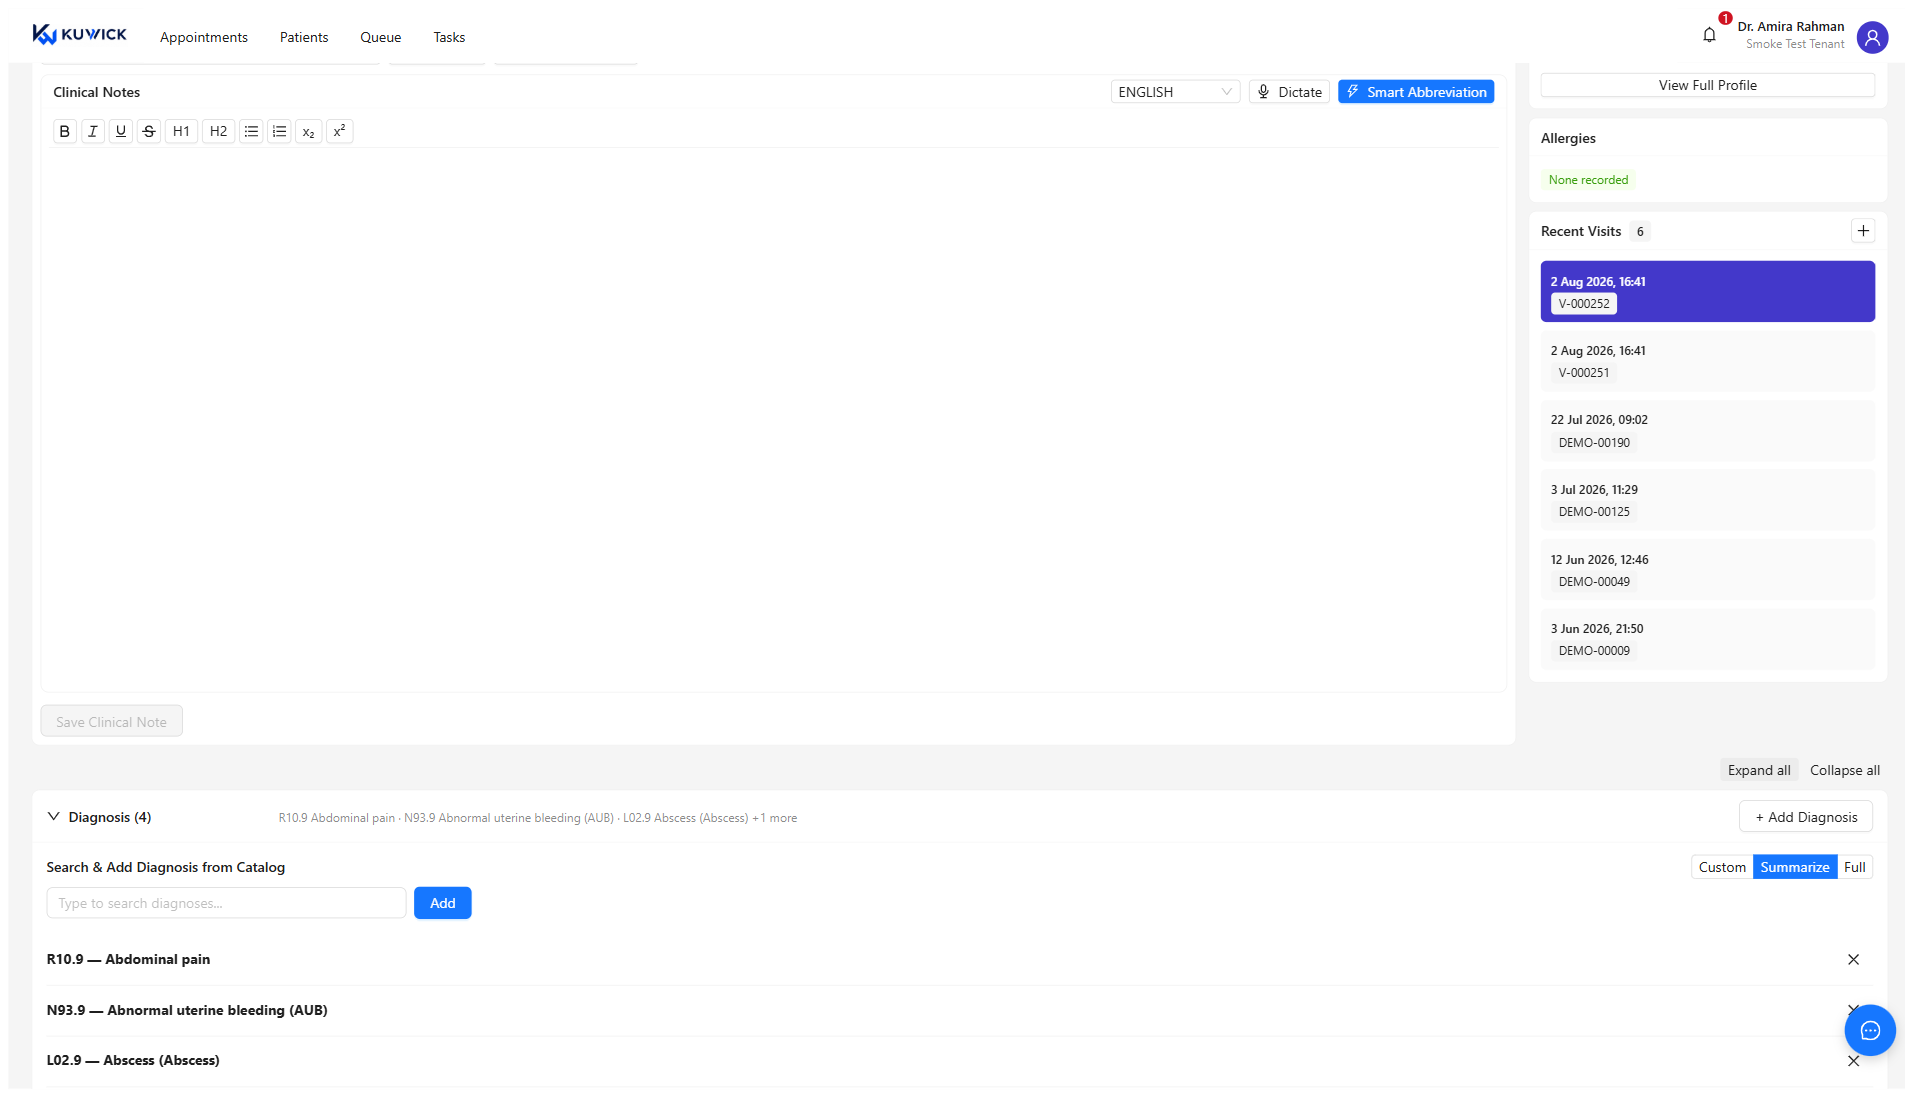 KUWICK
Appointments
Patients
Queue
Tasks
1
Dr. Amira Rahman
Smoke Test Tenant
Clinical Notes
ENGLISH
Dictate
Smart Abbreviation
B I U S H1 H2 x₂ x²
Save Clinical Note
View Full Profile
Allergies
None recorded
Recent Visits 6
2 Aug 2026, 16:41
V-000252
2 Aug 2026, 16:41
V-000251
22 Jul 2026, 09:02
DEMO-00190
3 Jul 2026, 11:29
DEMO-00125
12 Jun 2026, 12:46
DEMO-00049
3 Jun 2026, 21:50
DEMO-00009
Expand all
Collapse all
Diagnosis (4)
R10.9 Abdominal pain · N93.9 Abnormal uterine bleeding (AUB) · L02.9 Abscess (Abscess) +1 more
+ Add Diagnosis
Search & Add Diagnosis from Catalog
Custom
Summarize
Full
Type to search diagnoses...
Add
R10.9 — Abdominal pain
N93.9 — Abnormal uterine bleeding (AUB)
L02.9 — Abscess (Abscess)